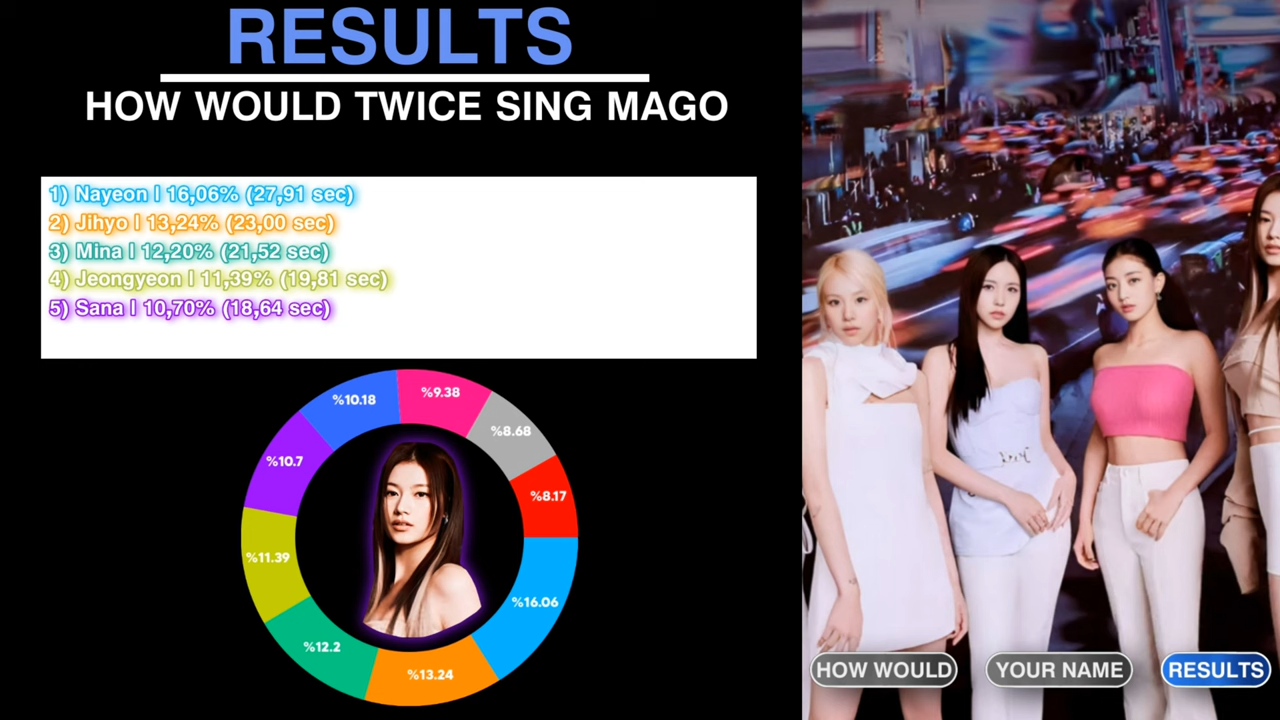 RESULTS
HOW WOULD TWICE SING MAGO
1) Nayeon | 16,06% (27,91 sec)
2) Jihyo | 13,24% (23,00 sec)
3) Mina | 12,20% (21,52 sec)
4) Jeongyeon | 11,39% (19,81 sec)
5) Sana | 10,70% (18,64 sec)
%10.18
%9.38
%8.68
%10.7
%8.17
%11.39
%16.06
%12.2
%13.24
HOW WOULD
YOUR NAME
RESULTS